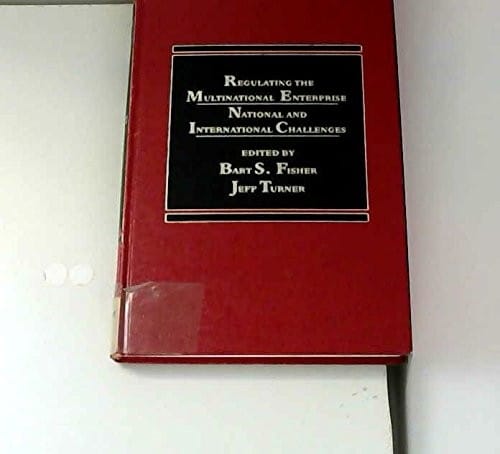 REGULATING THE
MULTINATIONAL ENTERPRISE
NATIONAL AND
INTERNATIONAL CHALLENGES
EDITED BY
BART S. FISHER
JEFF TURNER